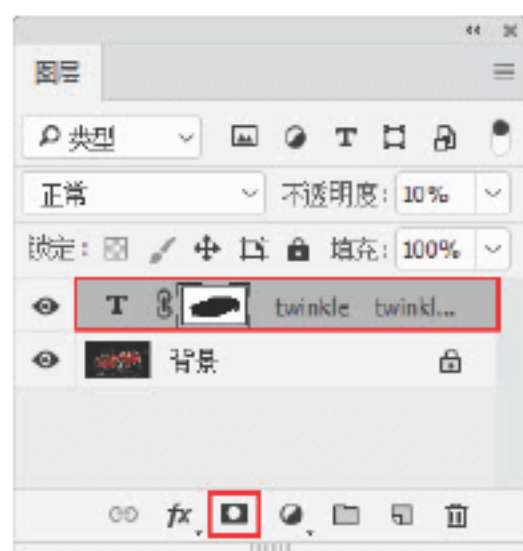 图层
类型
正常 不透明度: 10%
锁定: 填充: 100%
T twinkle twinkl...
背景
fx